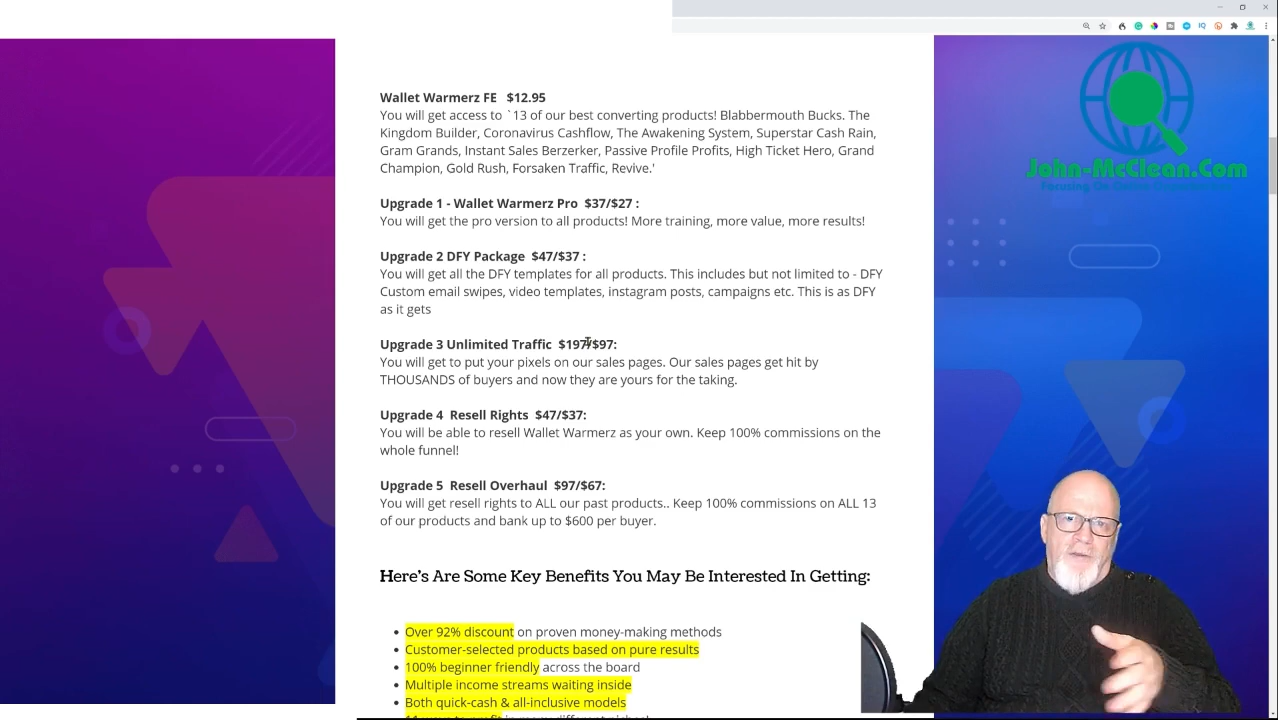 IQ
John-McClean.Com
Wallet Warmerz FE $12.95
You will get access to `13 of our best converting products! Blabbermouth Bucks. The
Kingdom Builder, Coronavirus Cashflow, The Awakening System, Superstar Cash Rain,
Gram Grands, Instant Sales Berzerker, Passive Profile Profits, High Ticket Hero, Grand
Champion, Gold Rush, Forsaken Traffic, Revive.'
Upgrade 1 - Wallet Warmerz Pro $37/$27 :
You will get the pro version to all products! More training, more value, more results!
Upgrade 2 DFY Package $47/$37 :
You will get all the DFY templates for all products. This includes but not limited to - DFY
Custom email swipes, video templates, instagram posts, campaigns etc. This is as DFY
as it gets
Upgrade 3 Unlimited Traffic $197/$97:
You will get to put your pixels on our sales pages. Our sales pages get hit by
THOUSANDS of buyers and now they are yours for the taking.
Upgrade 4 Resell Rights $47/$37:
You will be able to resell Wallet Warmerz as your own. Keep 100% commissions on the
whole funnel!
Upgrade 5 Resell Overhaul $97/$67:
You will get resell rights to ALL our past products.. Keep 100% commissions on ALL 13
of our products and bank up to $600 per buyer.
Here's Are Some Key Benefits You May Be Interested In Getting:
Over 92% discount on proven money-making methods
Customer-selected products based on pure results
100% beginner friendly across the board
Multiple income streams waiting inside
Both quick-cash & all-inclusive models